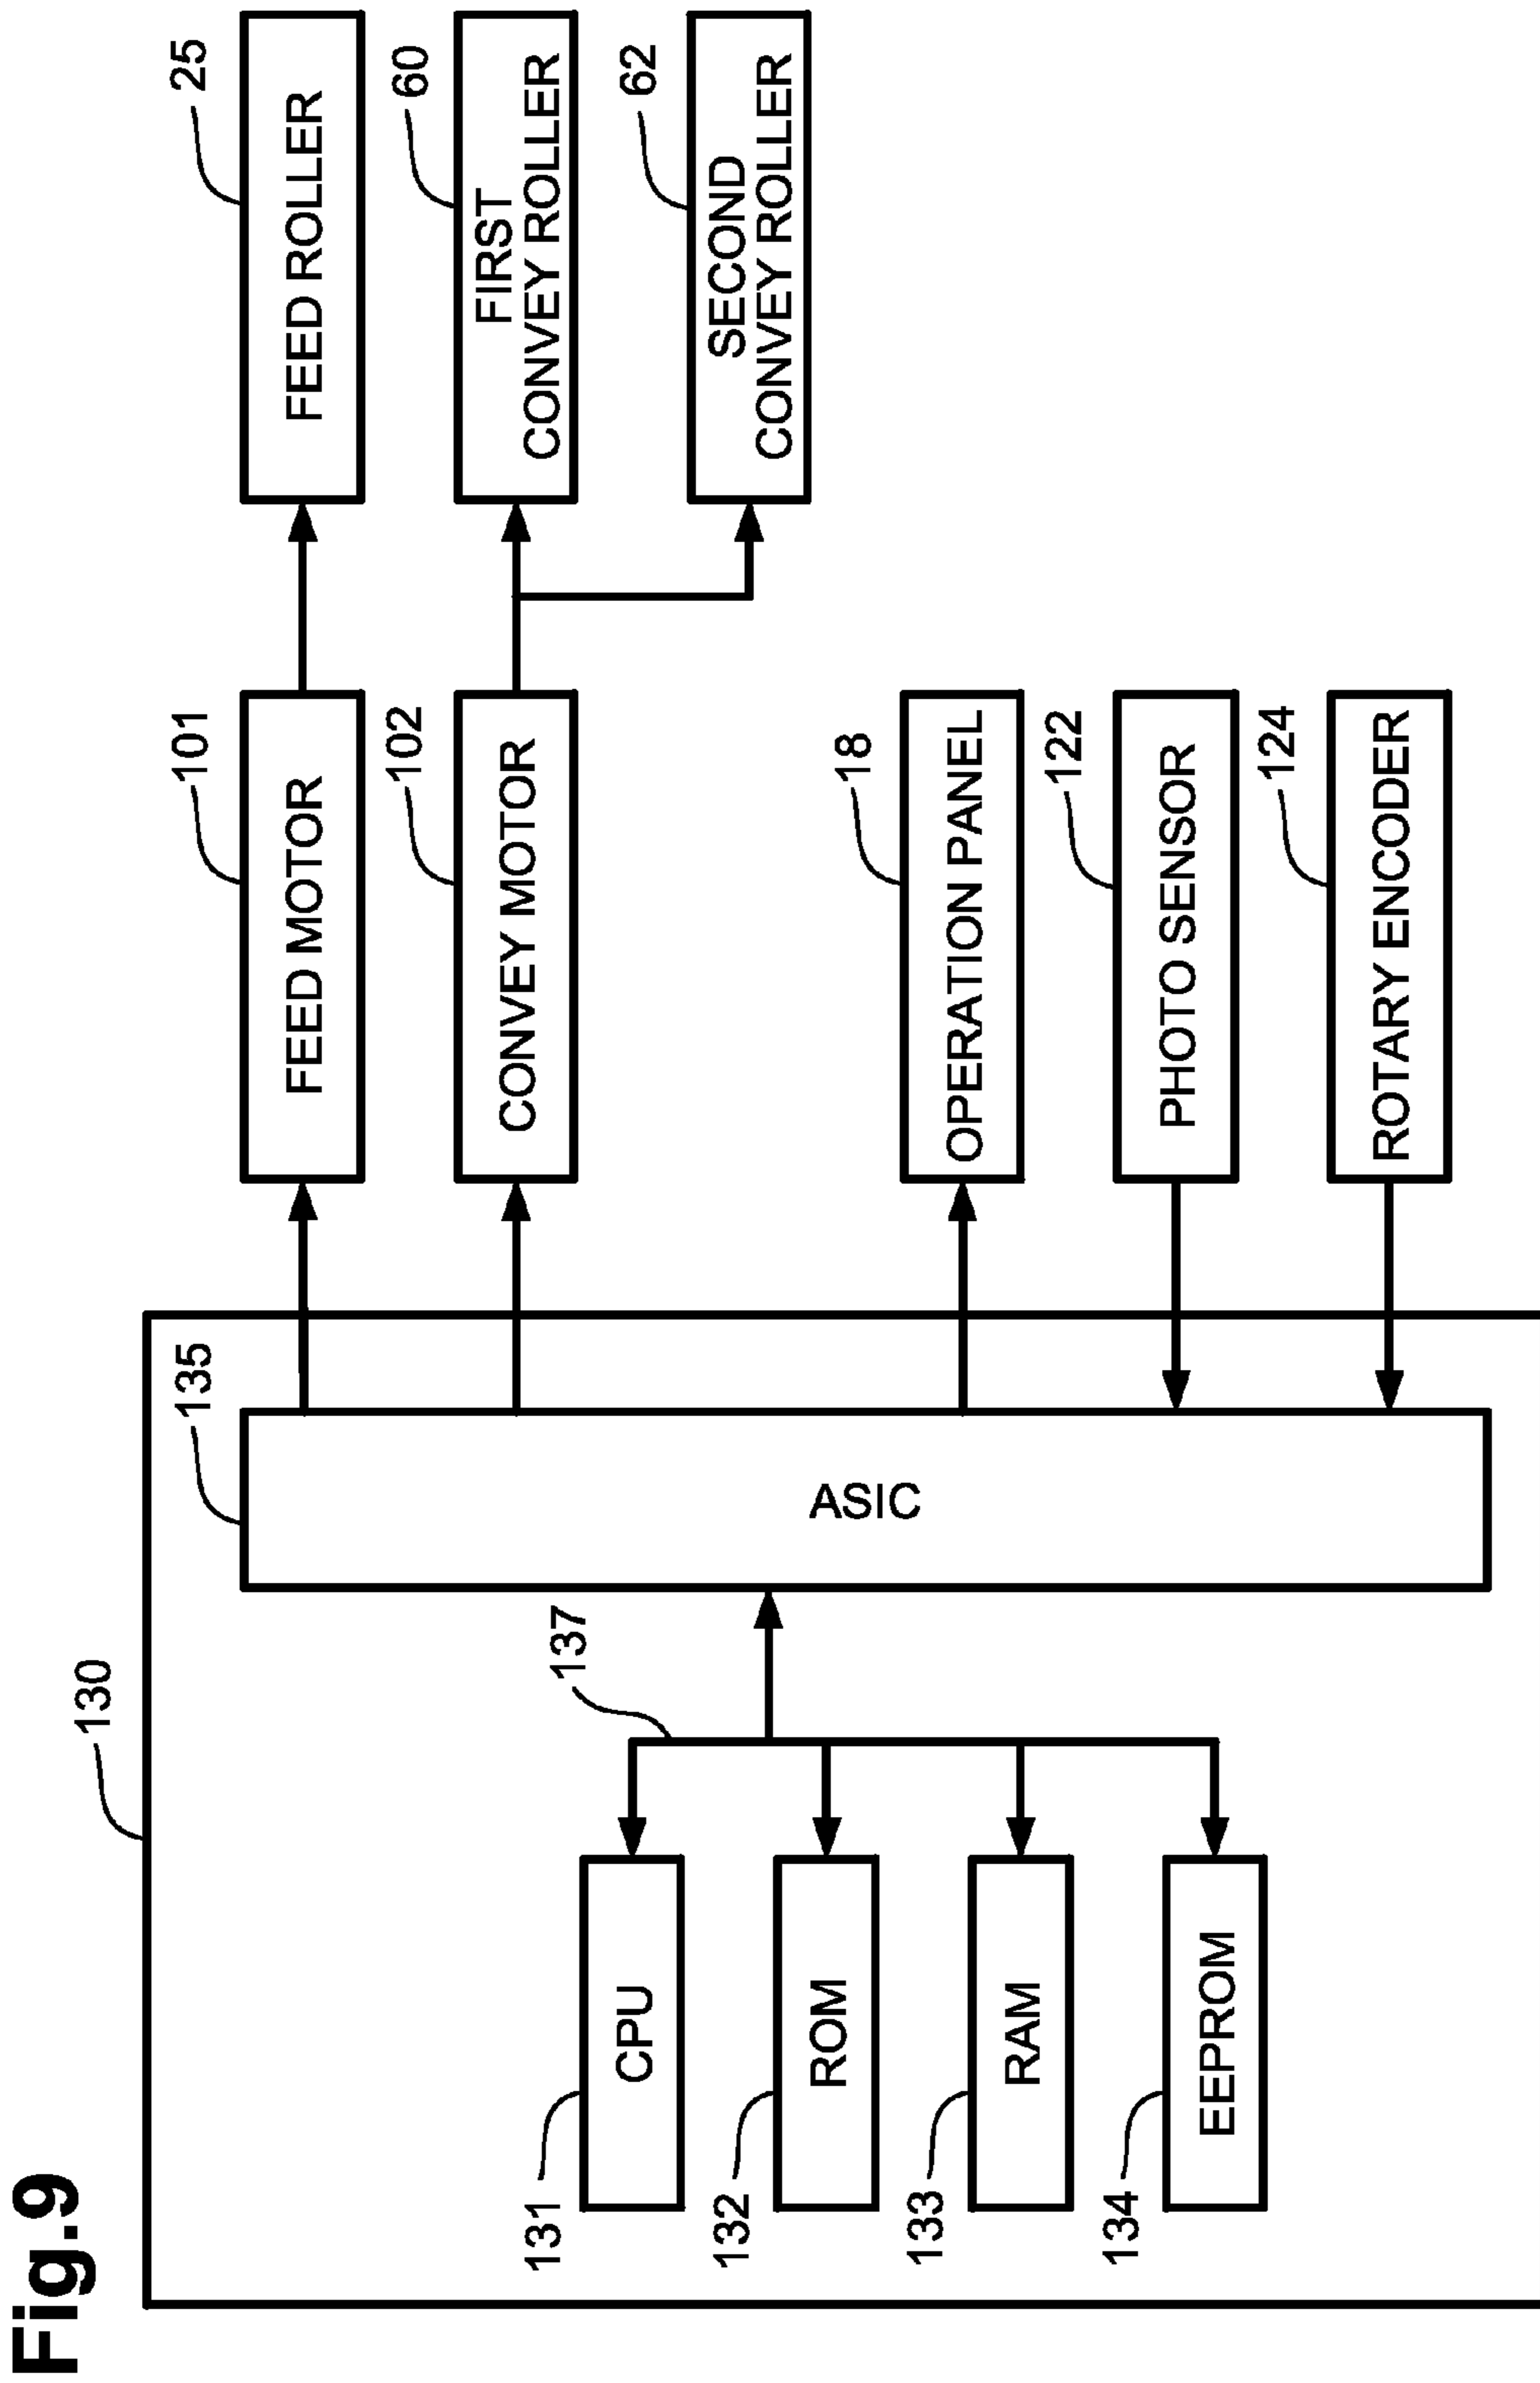 Fig.9
130
131
CPU
132
ROM
133
RAM
134
EEPROM
137
135
ASIC
101
FEED MOTOR
102
CONVEY MOTOR
18
OPERATION PANEL
122
PHOTO SENSOR
124
ROTARY ENCODER
25
FEED ROLLER
60
FIRST
CONVEY ROLLER
62
SECOND
CONVEY ROLLER